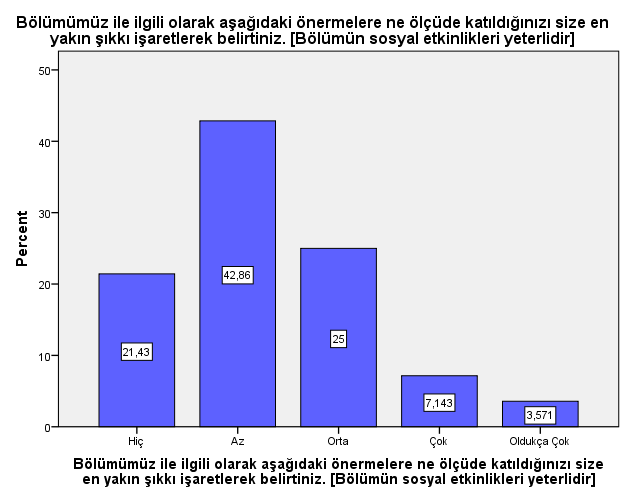 Bölümümüz ile ilgili olarak aşağıdaki önermelere ne ölçüde katıldığınızı size en
yakın şıkkı işaretlerek belirtiniz. [Bölümün sosyal etkinlikleri yeterlidir]
50
40
30
20
10
0
Percent
21,43
42,86
25
7,143
3,571
Hiç
Az
Orta
Çok
Oldukça Çok
Bölümümüz ile ilgili olarak aşağıdaki önermelere ne ölçüde katıldığınızı size
en yakın şıkkı işaretlerek belirtiniz. [Bölümün sosyal etkinlikleri yeterlidir]